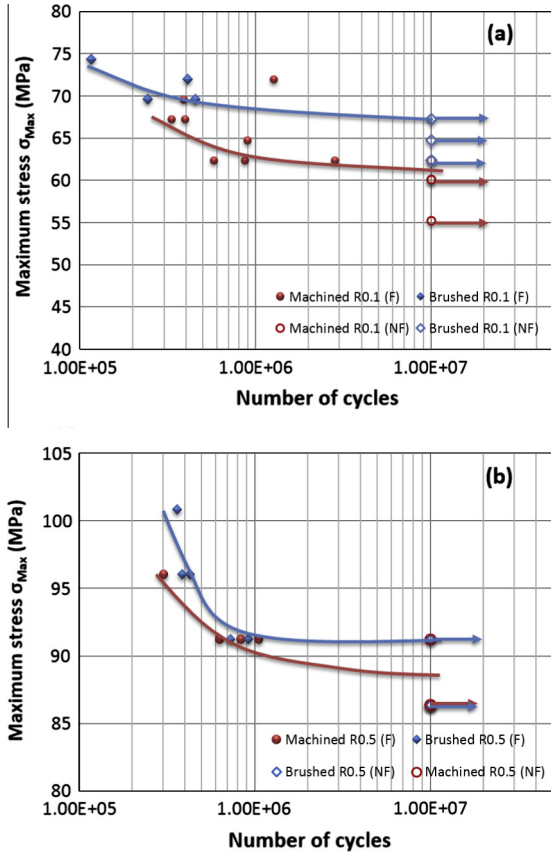 (a)
Maximum stress σMax (MPa)
80
75
70
65
60
55
50
45
40
Machined R0.1 (F) Brushed R0.1 (F)
Machined R0.1 (NF) Brushed R0.1 (NF)
1.00E+05 1.00E+06 1.00E+07
Number of cycles
(b)
Maximum stress σMax (MPa)
105
100
95
90
85
80
Machined R0.5 (F) Brushed R0.5 (F)
Brushed R0.5 (NF) Machined R0.5 (NF)
1.00E+05 1.00E+06 1.00E+07
Number of cycles